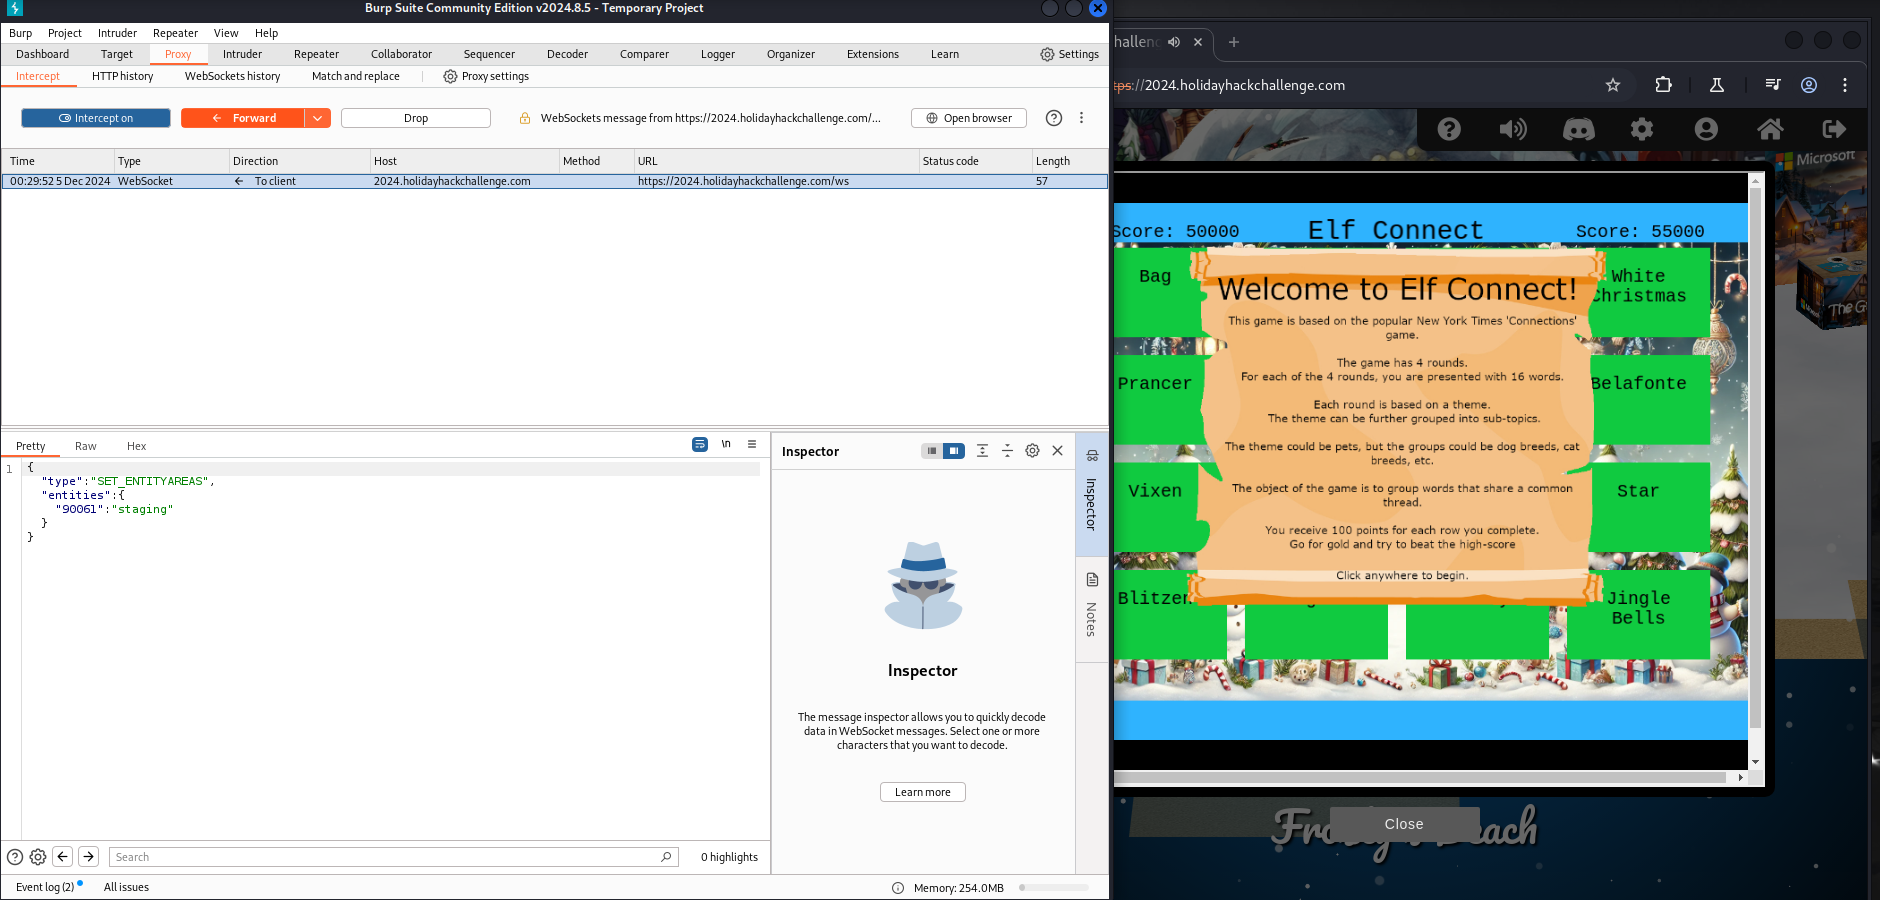 Burp Suite Community Edition v2024.8.5 - Temporary Project
Burp Project Intruder Repeater View Help
Dashboard Target Proxy Intruder Repeater Collaborator Sequencer Decoder Comparer Logger Organizer Extensions Learn Settings
Intercept HTTP history WebSockets history Match and replace Proxy settings
Intercept on Forward Drop WebSockets message from https://2024.holidayhackchallenge.com/... Open browser
Time Type Direction Host Method URL Status code Length
00:29:52 5 Dec 2024 WebSocket To client 2024.holidayhackchallenge.com https://2024.holidayhackchallenge.com/ws 57
Pretty Raw Hex \n
1 {
"type":"SET_ENTITYAREAS",
"entities":{
"90061":"staging"
}
}
Inspector
Inspector
The message inspector allows you to quickly decode
data in WebSocket messages. Select one or more
characters that you want to decode.
Learn more
Inspector
Notes
Search 0 highlights
Event log (2) All issues Memory: 254.0MB
hallen
https://2024.holidayhackchallenge.com
Microsoft
Score: 50000 Elf Connect Score: 55000
Bag
White
Christmas
Prancer
Belafonte
Vixen
Star
Blitzen
Jingle
Bells
Welcome to Elf Connect!
This game is based on the popular New York Times 'Connections'
game.
The game has 4 rounds.
For each of the 4 rounds, you are presented with 16 words.
Each round is based on a theme.
The theme can be further grouped into sub-topics.
The theme could be pets, but the groups could be dog breeds, cat
breeds, etc.
The object of the game is to group words that share a common
thread.
You receive 100 points for each row you complete.
Go for gold and try to beat the high-score
Click anywhere to begin.
The G
Close